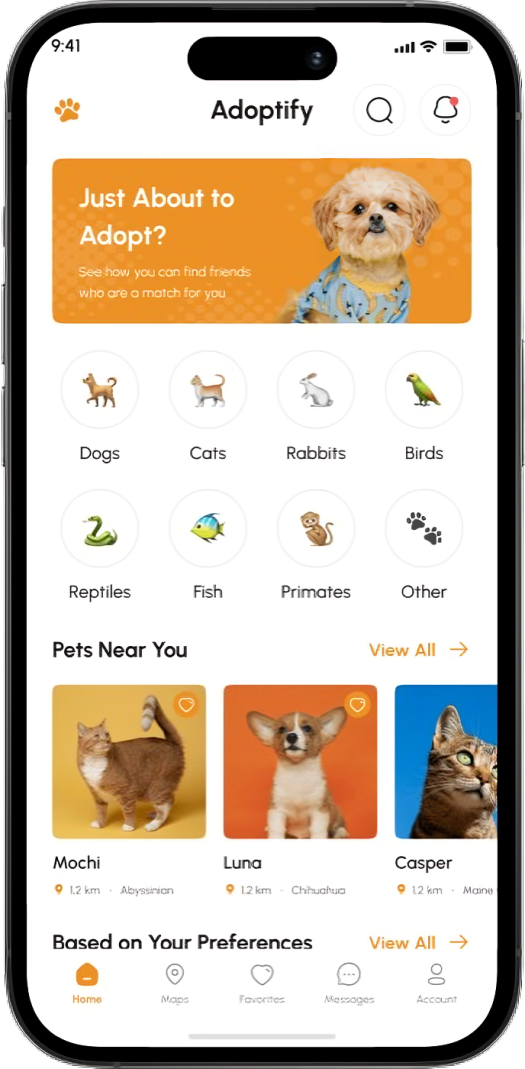 9:41
Adoptify
Just About to
Adopt?
See how you can find friends
who are a match for you
Dogs
Cats
Rabbits
Birds
Reptiles
Fish
Primates
Other
Pets Near You
View All
Mochi
1.2 km · Abyssinian
Luna
1.2 km · Chihuahua
Casper
1.2 km · Maine
Based on Your Preferences
View All
Home
Maps
Favorites
Messages
Account